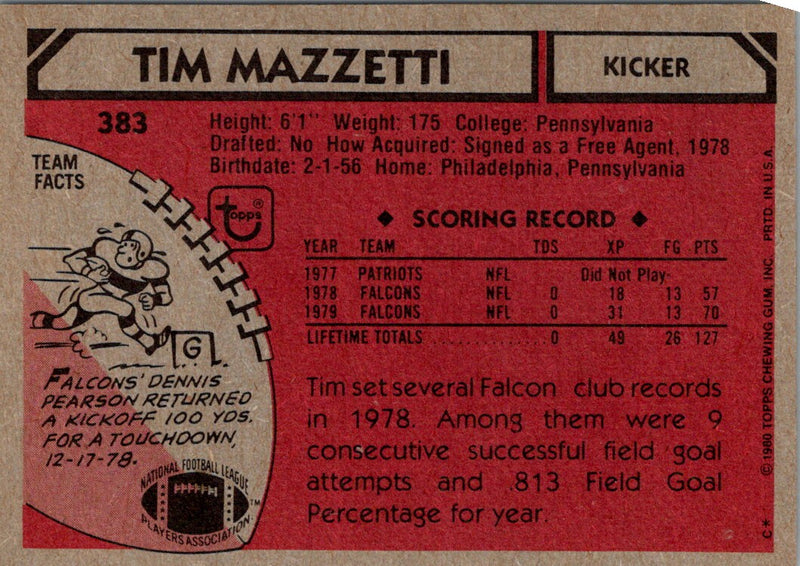 TIM MAZZETTI
KICKER
383
Height: 6'1" Weight: 175 College: Pennsylvania
Drafted: No How Acquired: Signed as a Free Agent, 1978
Birthdate: 2-1-56 Home: Philadelphia, Pennsylvania
TEAM
FACTS
topps®
◆ SCORING RECORD ◆
YEAR TEAM TDS XP FG PTS
1977 PATRIOTS NFL Did Not Play-
1978 FALCONS NFL 0 18 13 57
1979 FALCONS NFL 0 31 13 70
LIFETIME TOTALS 0 49 26 127
G
FALCONS' DENNIS
PEARSON RETURNED
A KICKOFF 100 YDS.
FOR A TOUCHDOWN,
12-17-78.
NATIONAL FOOTBALL LEAGUE
PLAYERS ASSOCIATION
TM
Tim set several Falcon club records
in 1978. Among them were 9
consecutive successful field goal
attempts and .813 Field Goal
Percentage for year.
C* © 1980 TOPPS CHEWING GUM, INC. PRTD. IN U.S.A.